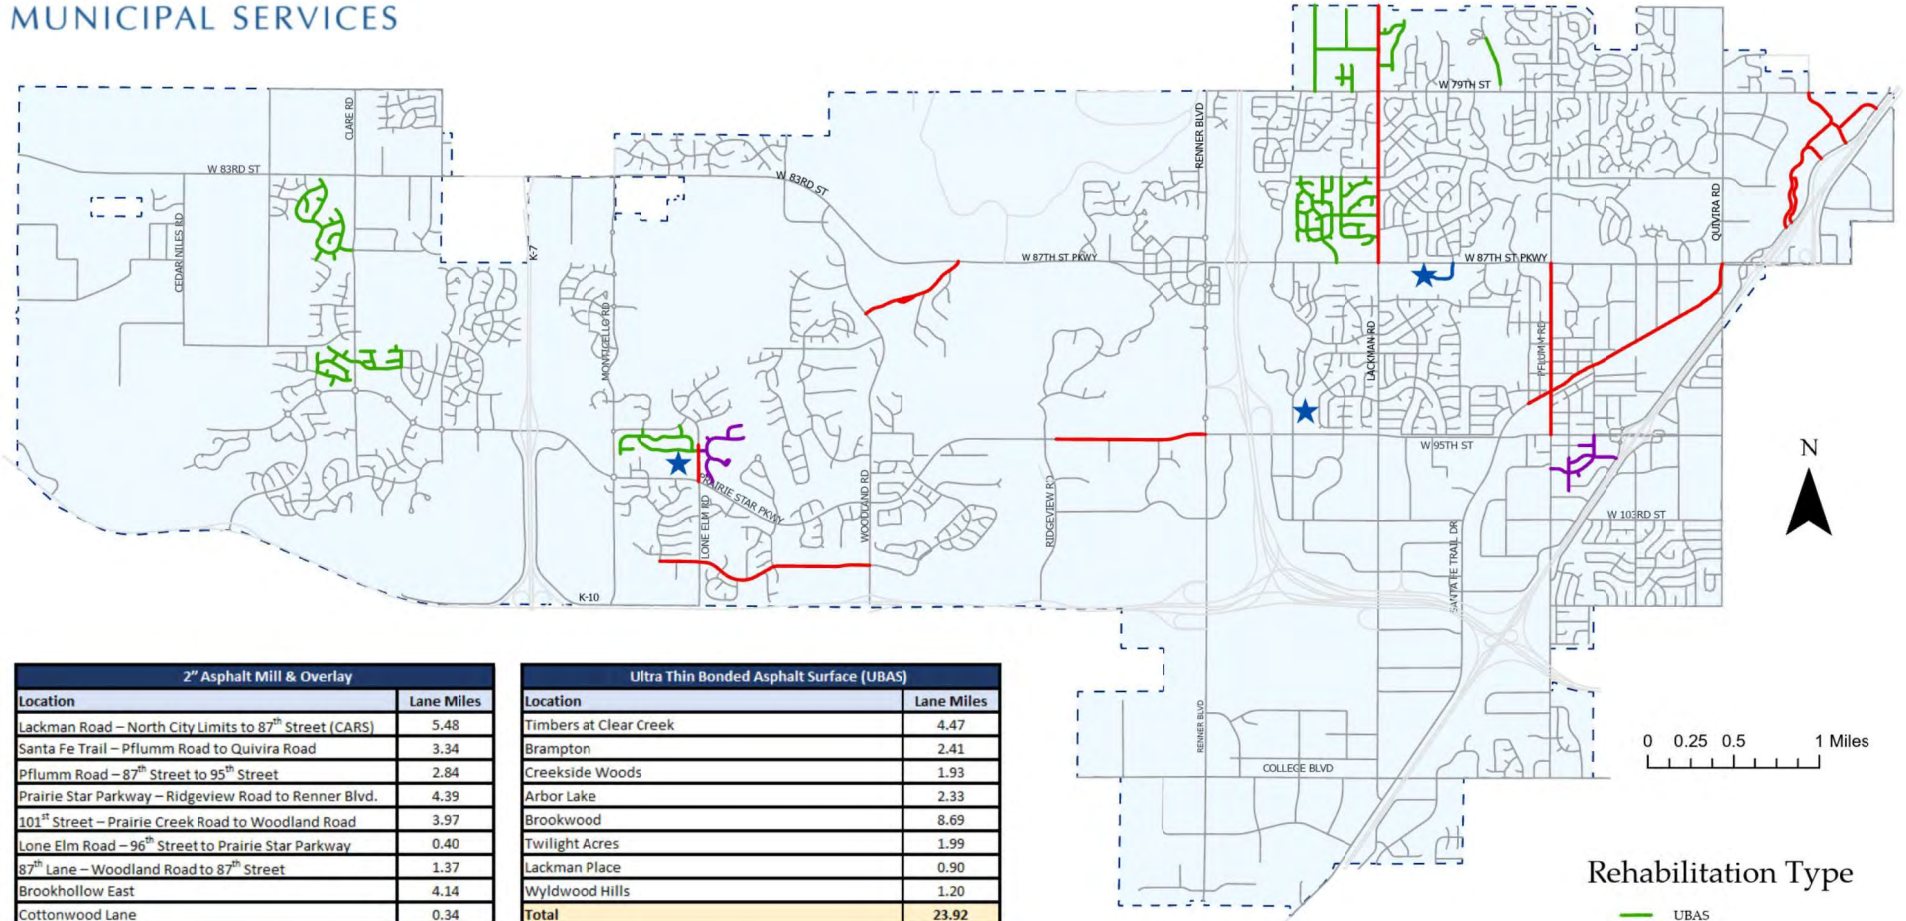 MUNICIPAL SERVICES
W 79TH ST
RENNER BLVD
CLARE RD
W 83RD ST
W 83RD ST
QUIVIRA RD
CEDAR NILES RD
K-7
W 87TH ST PKWY
W 87TH ST PKWY
MONTICELLO RD
LACKMAN RD
PFLUMM RD
W 95TH ST
N
PRAIRIE STAR PKWY
WOODLAND RD
RIDGEVIEW RD
LONE ELM RD
W 103RD ST
SANTA FE TRAIL DR
K-10
2" Asphalt Mill & Overlay
Location Lane Miles
Lackman Road – North City Limits to 87th Street (CARS) 5.48
Santa Fe Trail – Pflumm Road to Quivira Road 3.34
Pflumm Road – 87th Street to 95th Street 2.84
Prairie Star Parkway – Ridgeview Road to Renner Blvd. 4.39
101st Street – Prairie Creek Road to Woodland Road 3.97
Lone Elm Road – 96th Street to Prairie Star Parkway 0.40
87th Lane – Woodland Road to 87th Street 1.37
Brookhollow East 4.14
Cottonwood Lane 0.34
Ultra Thin Bonded Asphalt Surface (UBAS)
Location Lane Miles
Timbers at Clear Creek 4.47
Brampton 2.41
Creekside Woods 1.93
Arbor Lake 2.33
Brookwood 8.69
Twilight Acres 1.99
Lackman Place 0.90
Wyldwood Hills 1.20
Total 23.92
RENNER BLVD
COLLEGE BLVD
0 0.25 0.5 1 Miles
Rehabilitation Type
UBAS